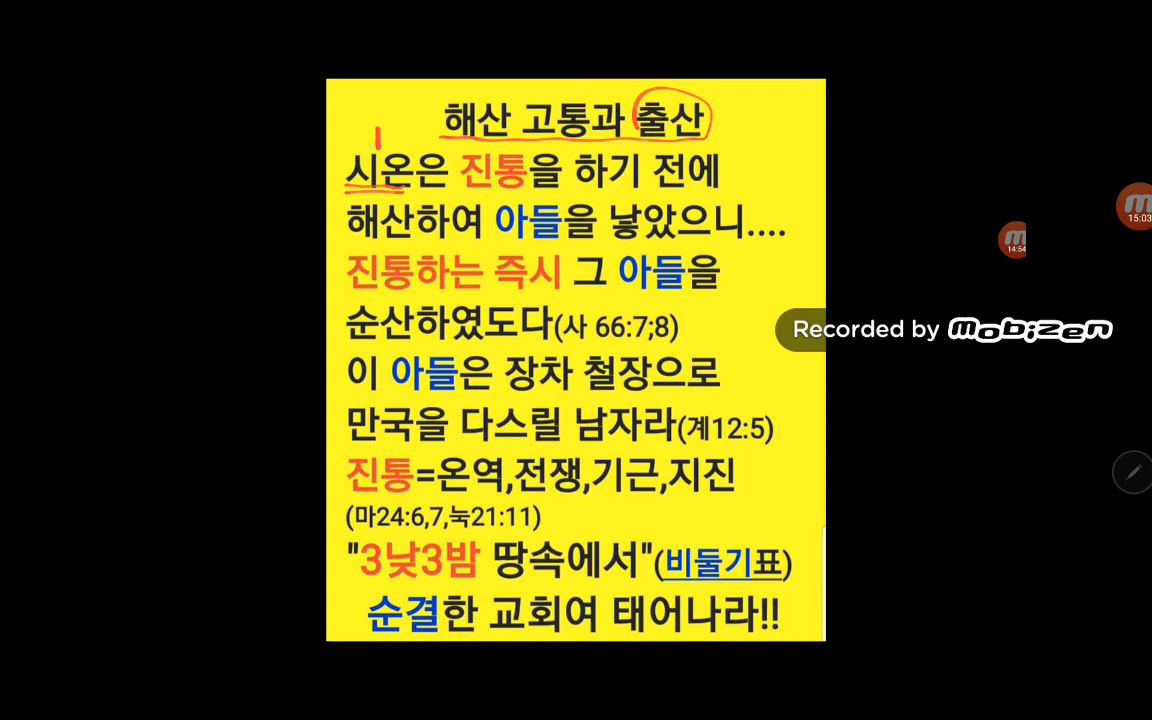 해산 고통과 출산
시온은 진통을 하기 전에
해산하여 아들을 낳았으니....
진통하는 즉시 그 아들을
순산하였도다(사 66:7;8)
이 아들은 장차 철장으로
만국을 다스릴 남자라(계12:5)
진통=온역,전쟁,기근,지진
(마24:6,7,눅21:11)
"3낮3밤 땅속에서"(비둘기표)
순결한 교회여 태어나라!!
15:03
14:54
Recorded by mobizen